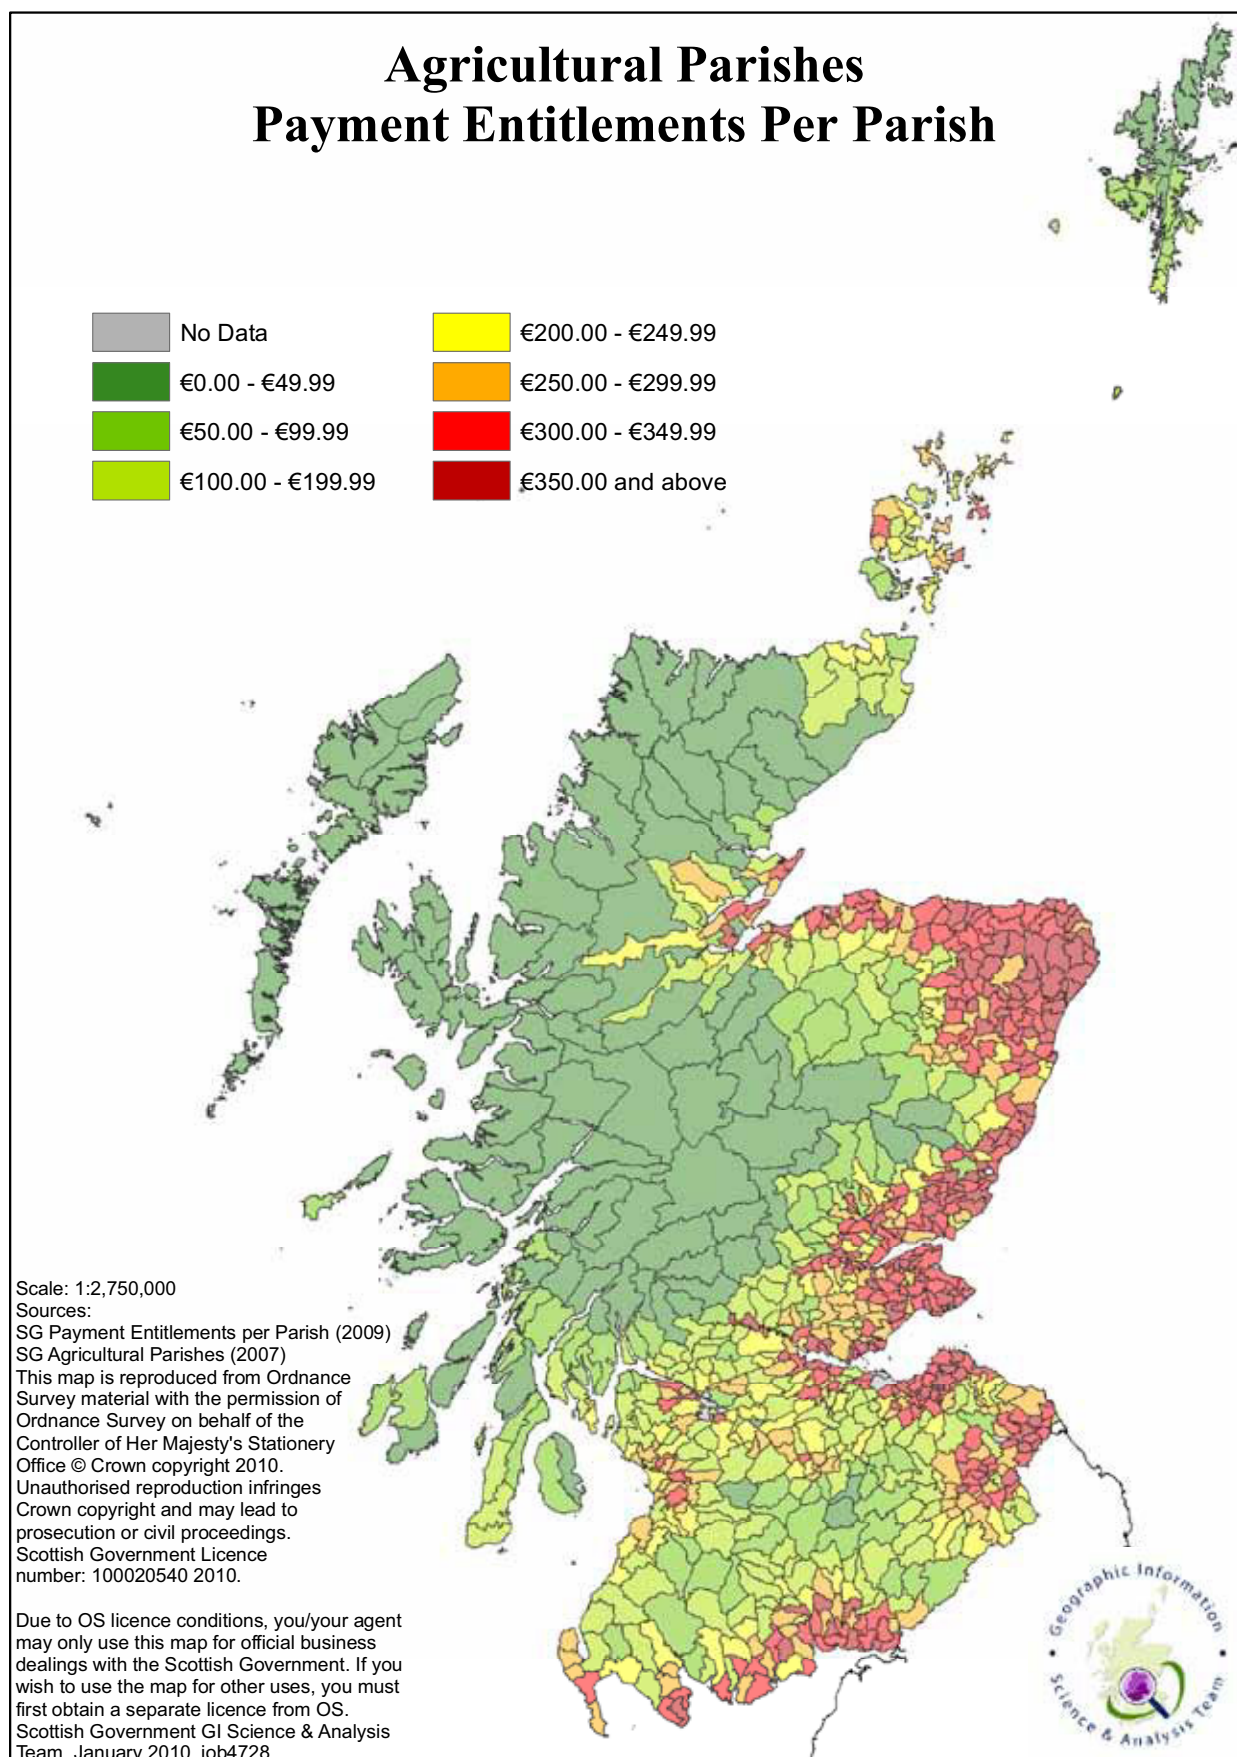 Agricultural Parishes
Payment Entitlements Per Parish
No Data
€0.00 - €49.99
€50.00 - €99.99
€100.00 - €199.99
€200.00 - €249.99
€250.00 - €299.99
€300.00 - €349.99
€350.00 and above
Scale: 1:2,750,000
Sources:
SG Payment Entitlements per Parish (2009)
SG Agricultural Parishes (2007)
This map is reproduced from Ordnance
Survey material with the permission of
Ordnance Survey on behalf of the
Controller of Her Majesty's Stationery
Office © Crown copyright 2010.
Unauthorised reproduction infringes
Crown copyright and may lead to
prosecution or civil proceedings.
Scottish Government Licence
number: 100020540 2010.
Due to OS licence conditions, you/your agent
may only use this map for official business
dealings with the Scottish Government. If you
wish to use the map for other uses, you must
first obtain a separate licence from OS.
Scottish Government GI Science & Analysis
Team, January 2010, job4728
Geographic Information
Science & Analysis Team